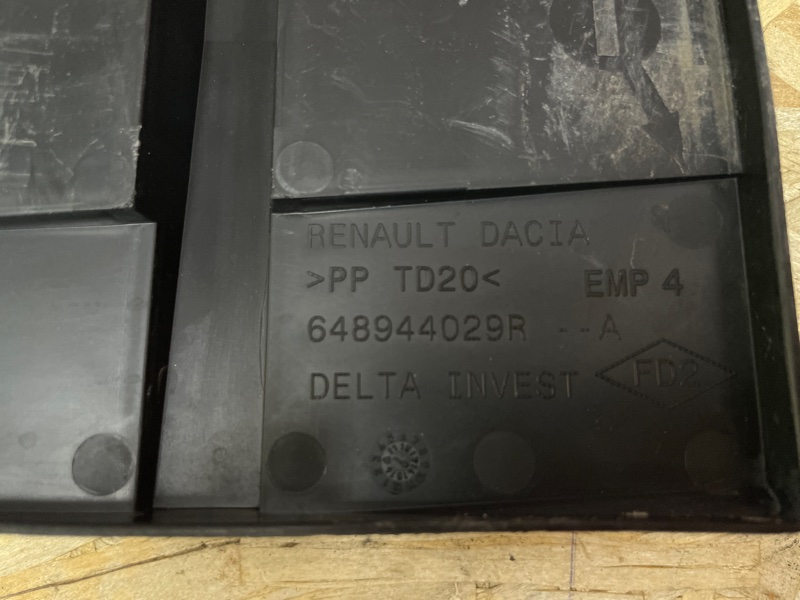 RENAULT DACIA
>PP TD20< EMP 4
648944029R --A
DELTA INVEST FD2